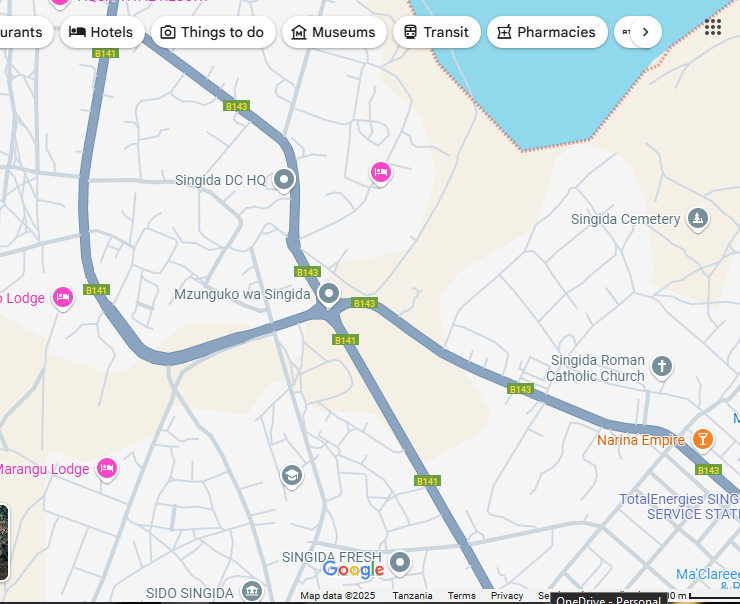 urants
Hotels
Things to do
Museums
Transit
Pharmacies
B141
B143
Singida DC HQ
Singida Cemetery
B143
B141
o Lodge
Mzunguko wa Singida
B143
B141
Singida Roman
Catholic Church
B143
Narina Empire
Marangu Lodge
B143
B141
TotalEnergies SING
SERVICE STATI
SINGIDA FRESH
Google
Ma'Claree
& R
SIDO SINGIDA
Map data ©2025
Tanzania
Terms
Privacy
OneDrive - Personal